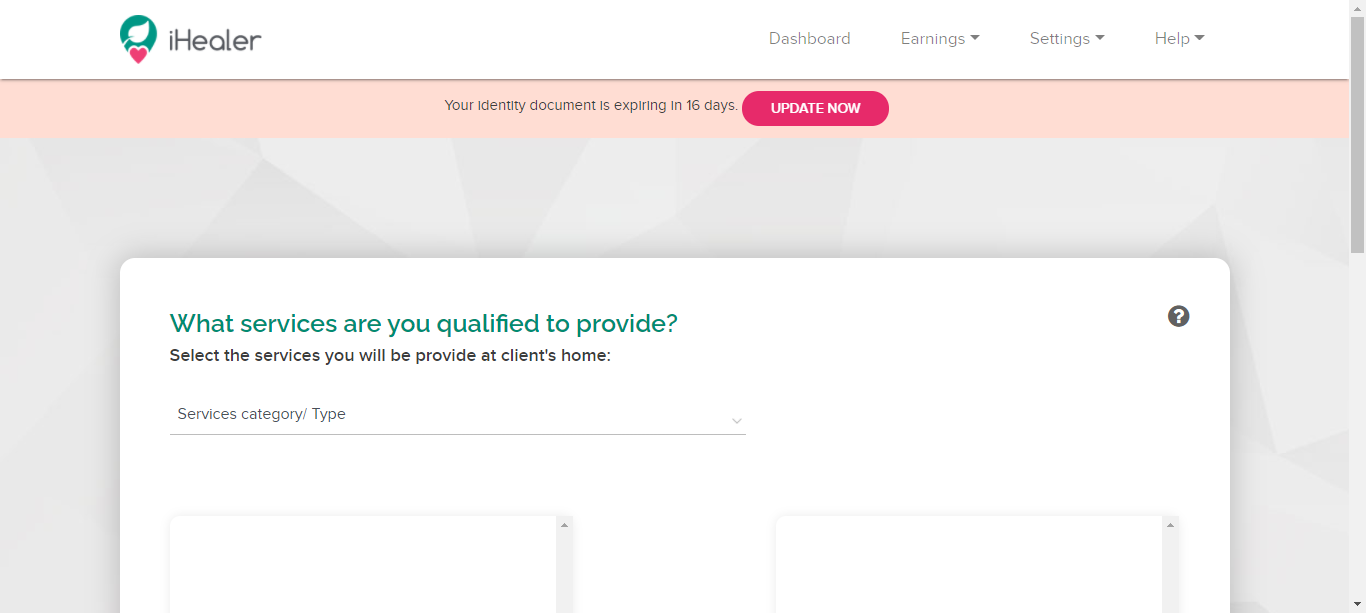 iHealer
Dashboard Earnings Settings Help
Your identity document is expiring in 16 days. UPDATE NOW
What services are you qualified to provide?
Select the services you will be provide at client's home:
Services category/ Type